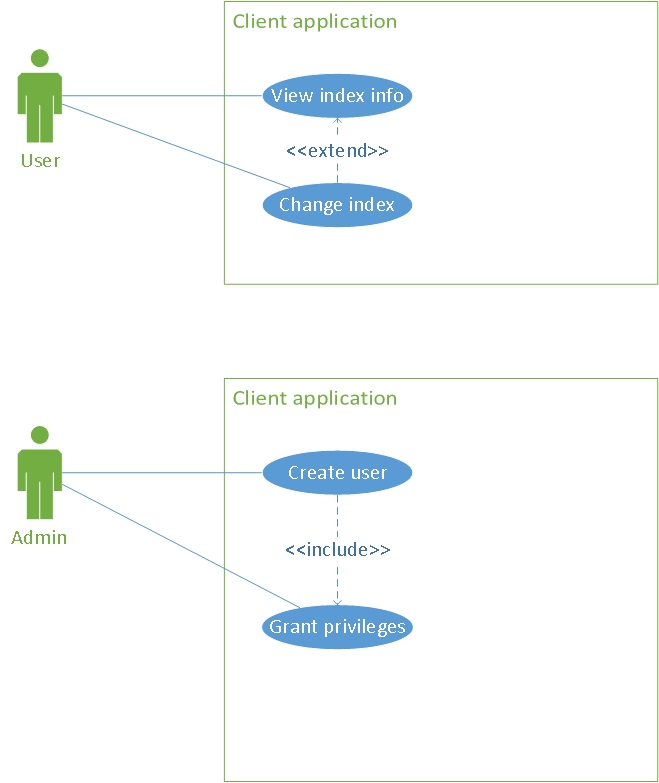 Client application
View index info
<<extend>>
User
Change index
Client application
Create user
Admin
<<include>>
Grant privileges